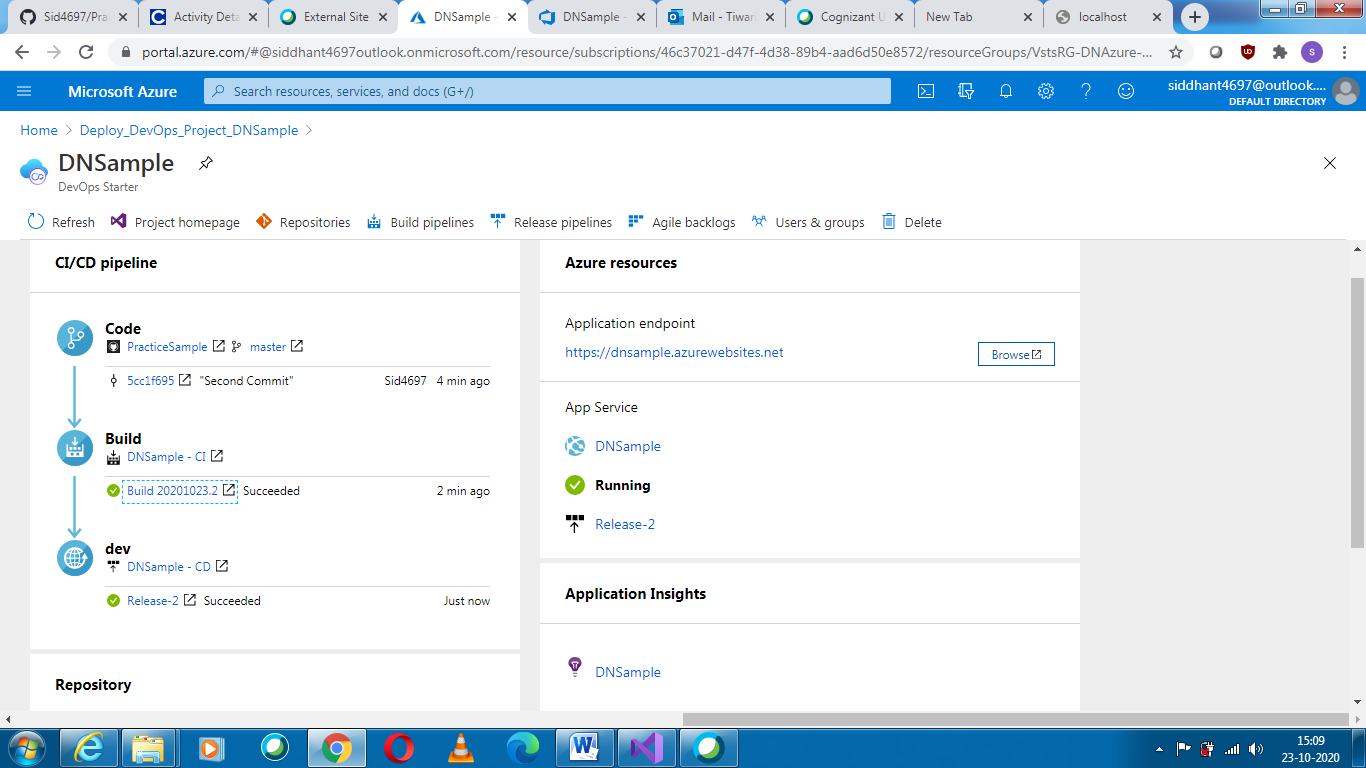 Sid4697/Pra
Activity Deta
External Site
DNSample -
DNSample -
Mail - Tiwar
Cognizant U
New Tab
localhost
portal.azure.com/#@siddhant4697outlook.onmicrosoft.com/resource/subscriptions/46c37021-d47f-4d38-89b4-aad6d50e8572/resourceGroups/VstsRG-DNAzure-...
S
Microsoft Azure
Search resources, services, and docs (G+/)
siddhant4697@outlook....
DEFAULT DIRECTORY
Home > Deploy_DevOps_Project_DNSample >
DNSample
DevOps Starter
Refresh Project homepage Repositories Build pipelines Release pipelines Agile backlogs Users & groups Delete
CI/CD pipeline
Code
PracticeSample master
5cc1f695 "Second Commit" Sid4697 4 min ago
Build
DNSample - CI
Build 20201023.2 Succeeded 2 min ago
dev
DNSample - CD
Release-2 Succeeded Just now
Repository
Azure resources
Application endpoint
https://dnsample.azurewebsites.net
Browse
App Service
DNSample
Running
Release-2
Application Insights
DNSample
15:09
23-10-2020